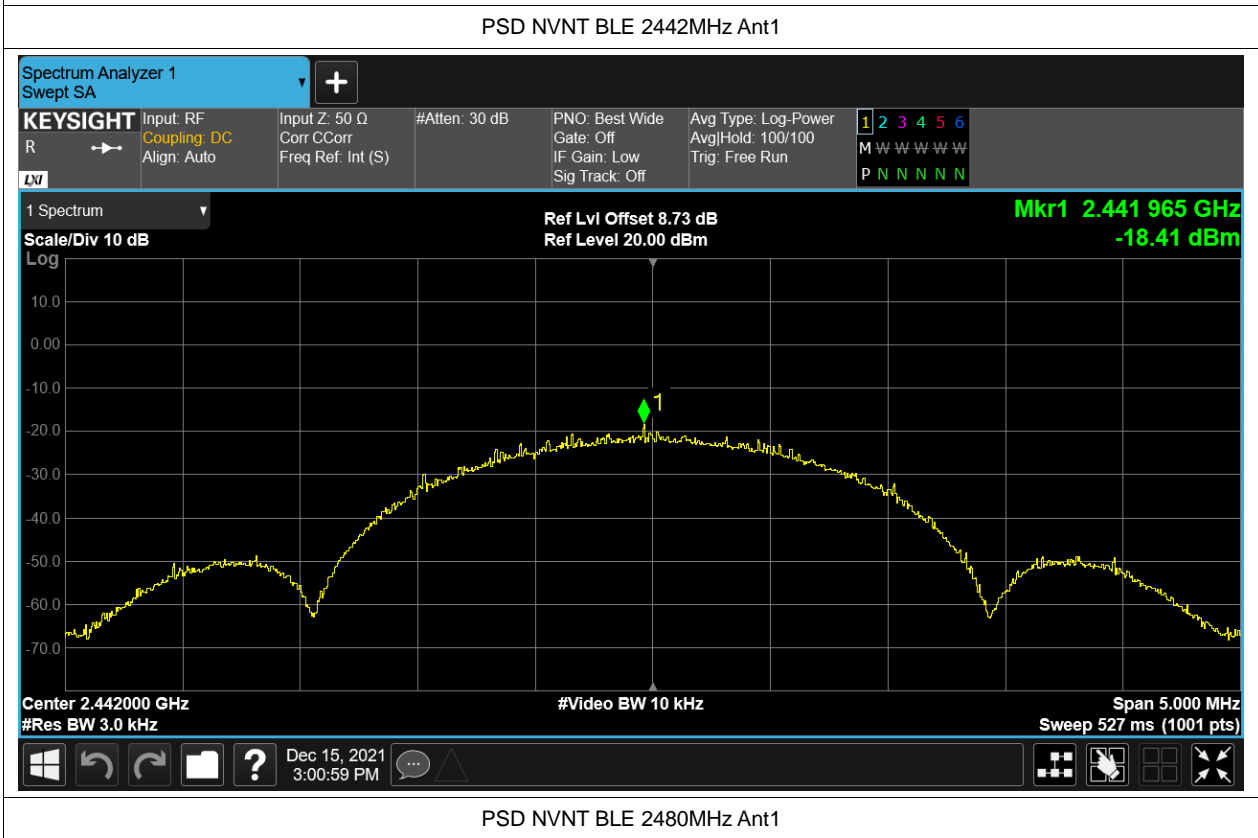 PSD NVNT BLE 2442MHz Ant1
Spectrum Analyzer 1
Swept SA
KEYSIGHT
R
LXI
Input: RF
Coupling: DC
Align: Auto
Input Z: 50 Ω
Corr CCorr
Freq Ref: Int (S)
#Atten: 30 dB
PNO: Best Wide
Gate: Off
IF Gain: Low
Sig Track: Off
Avg Type: Log-Power
Avg|Hold: 100/100
Trig: Free Run
1 2 3 4 5 6
M W W W W W W
P N N N N N
1 Spectrum
Scale/Div 10 dB
Log
Ref Lvl Offset 8.73 dB
Ref Level 20.00 dBm
Mkr1 2.441 965 GHz
-18.41 dBm
10.0
0.00
-10.0
1
-20.0
-30.0
-40.0
-50.0
-60.0
-70.0
Center 2.442000 GHz
#Res BW 3.0 kHz
#Video BW 10 kHz
Span 5.000 MHz
Sweep 527 ms (1001 pts)
?
Dec 15, 2021
3:00:59 PM
PSD NVNT BLE 2480MHz Ant1